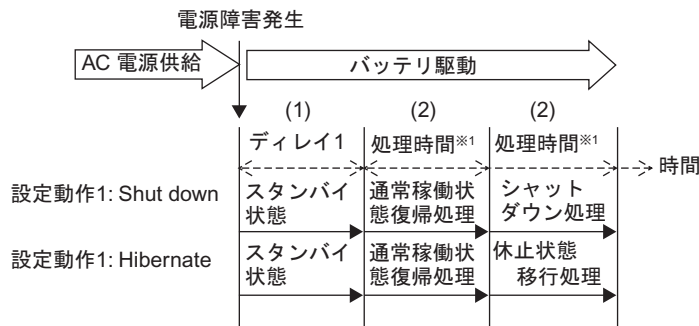 電源障害発生
AC 電源供給
バッテリ駆動
(1)
(2)
(2)
ディレイ1
処理時間※1
処理時間※1
時間
設定動作1: Shut down
スタンバイ
状態
通常稼働状
態復帰処理
シャット
ダウン処理
設定動作1: Hibernate
スタンバイ
状態
通常稼働状
態復帰処理
休止状態
移行処理